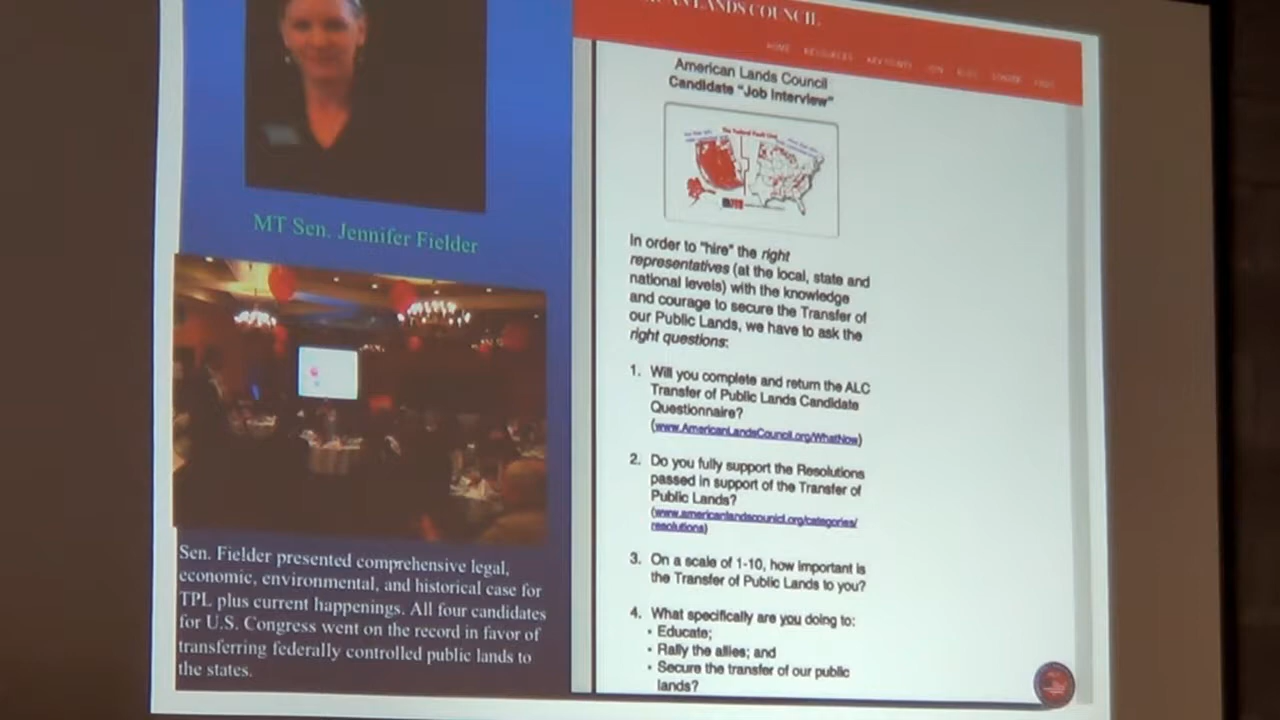 MT Sen. Jennifer Fielder
Sen. Fielder presented comprehensive legal,
economic, environmental, and historical case for
TPL plus current happenings. All four candidates
for U.S. Congress went on the record in favor of
transferring federally controlled public lands to
the states.
LANDS COUNCIL
HOME RESOURCES
American Lands Council
Candidate "Job Interview"
The Federal Fault Line
In order to "hire" the right
representatives (at the local, state and
national levels) with the knowledge
and courage to secure the Transfer of
our Public Lands, we have to ask the
right questions:
1. Will you complete and return the ALC
Transfer of Public Lands Candidate
Questionnaire?
(www.AmericanLandsCouncil.org/WhatNow)
2. Do you fully support the Resolutions
passed in support of the Transfer of
Public Lands?
(www.americanlandscounicl.org/categories/
resolutions)
3. On a scale of 1-10, how important is
the Transfer of Public Lands to you?
4. What specifically are you doing to:
• Educate;
• Rally the allies; and
• Secure the transfer of our public
lands?